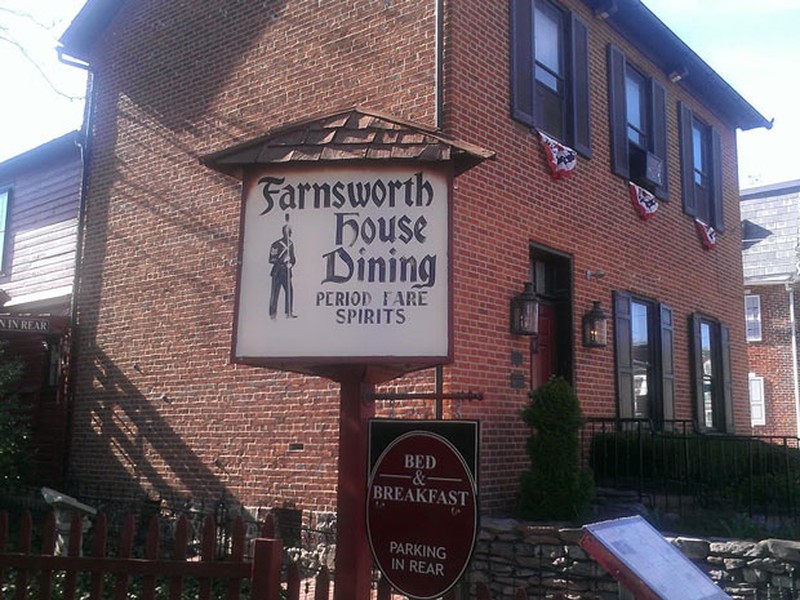 Farnsworth
House
Dining
PERIOD FARE
SPIRITS
N IN REAR
BED
&
BREAKFAST
PARKING
IN REAR